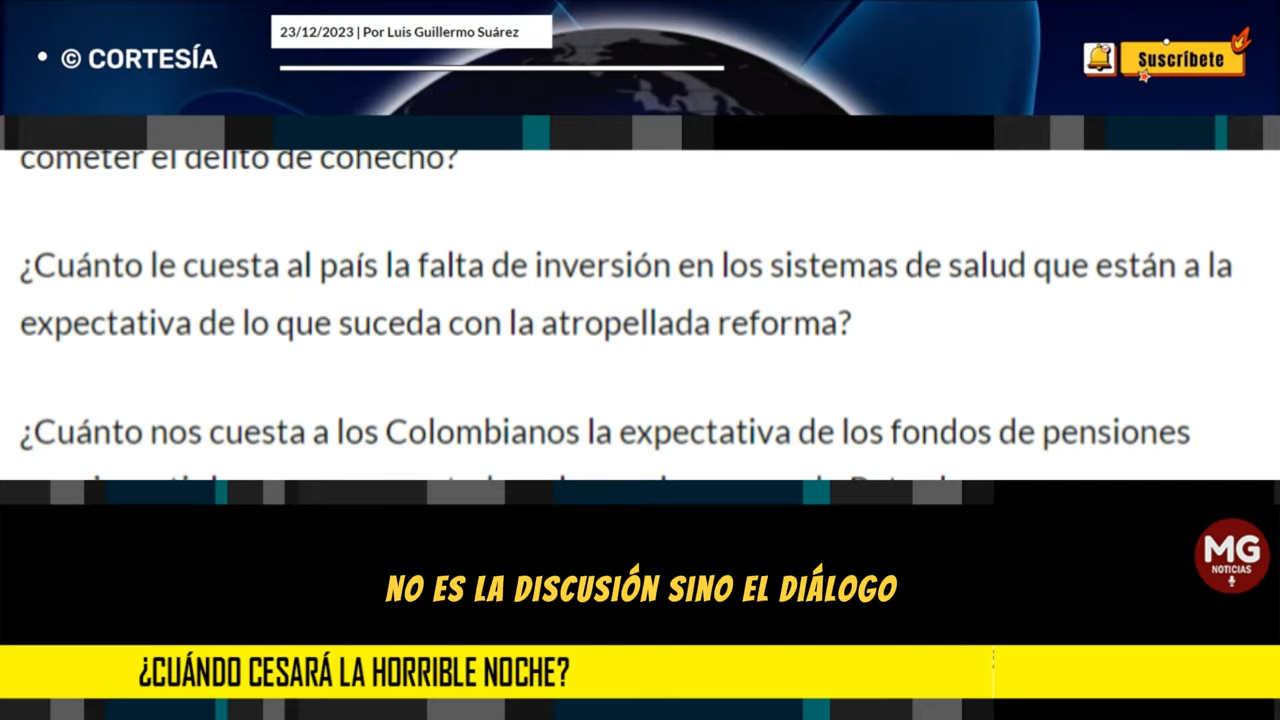 23/12/2023 | Por Luis Guillermo Suárez
• © CORTESÍA
Suscríbete
cometer el delito de cohecho?
¿Cuánto le cuesta al país la falta de inversión en los sistemas de salud que están a la
expectativa de lo que suceda con la atropellada reforma?
¿Cuánto nos cuesta a los Colombianos la expectativa de los fondos de pensiones
MG
NOTICIAS
NO ES LA DISCUSIÓN SINO EL DIÁLOGO
¿CUÁNDO CESARÁ LA HORRIBLE NOCHE?